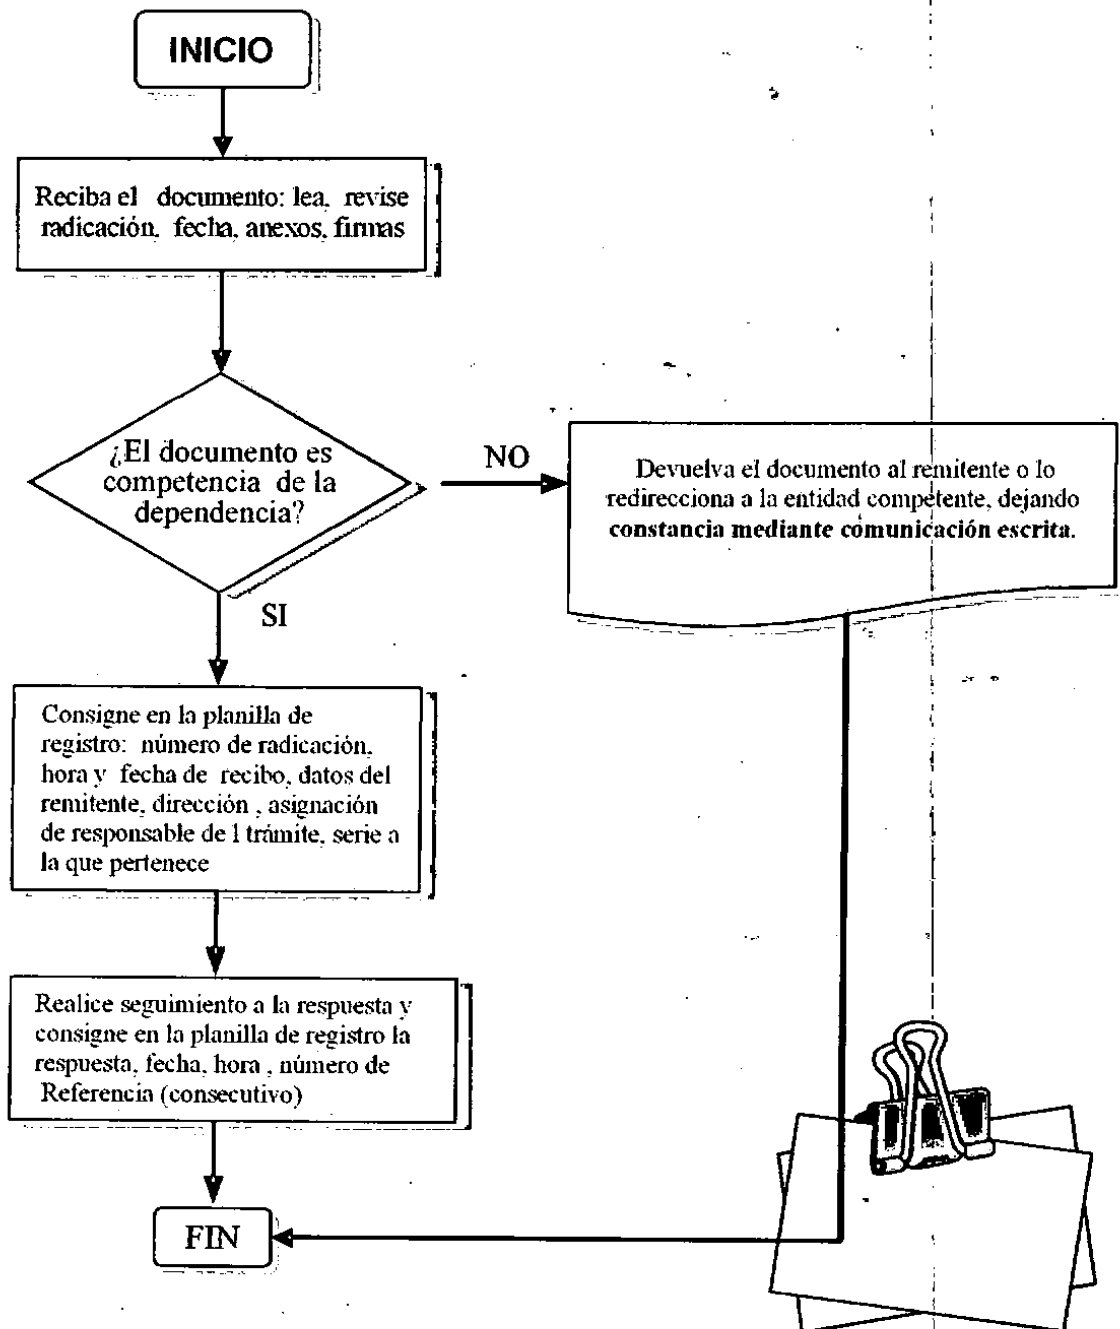 INICIO
Reciba el documento: lea, revise
radicación, fecha, anexos, firmas
¿El documento es
competencia de la
dependencia?
NO
Devuelva el documento al remitente o lo
redirecciona a la entidad competente, dejando
constancia mediante comunicación escrita.
SI
Consigne en la planilla de
registro: número de radicación,
hora y fecha de recibo, datos del
remitente, dirección , asignación
de responsable de l trámite, serie a
la que pertenece
Realice seguimiento a la respuesta y
consigne en la planilla de registro la
respuesta, fecha, hora , número de
Referencia (consecutivo)
FIN